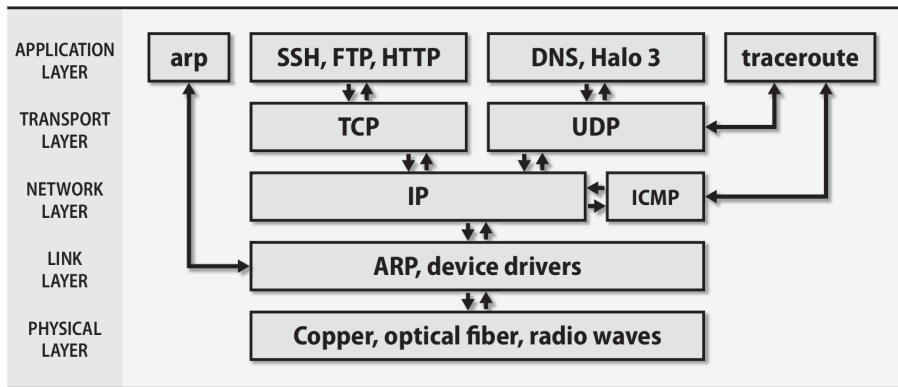 APPLICATION
LAYER
arp
SSH, FTP, HTTP
DNS, Halo 3
traceroute
TRANSPORT
LAYER
TCP
UDP
NETWORK
LAYER
IP
ICMP
LINK
LAYER
ARP, device drivers
PHYSICAL
LAYER
Copper, optical fiber, radio waves